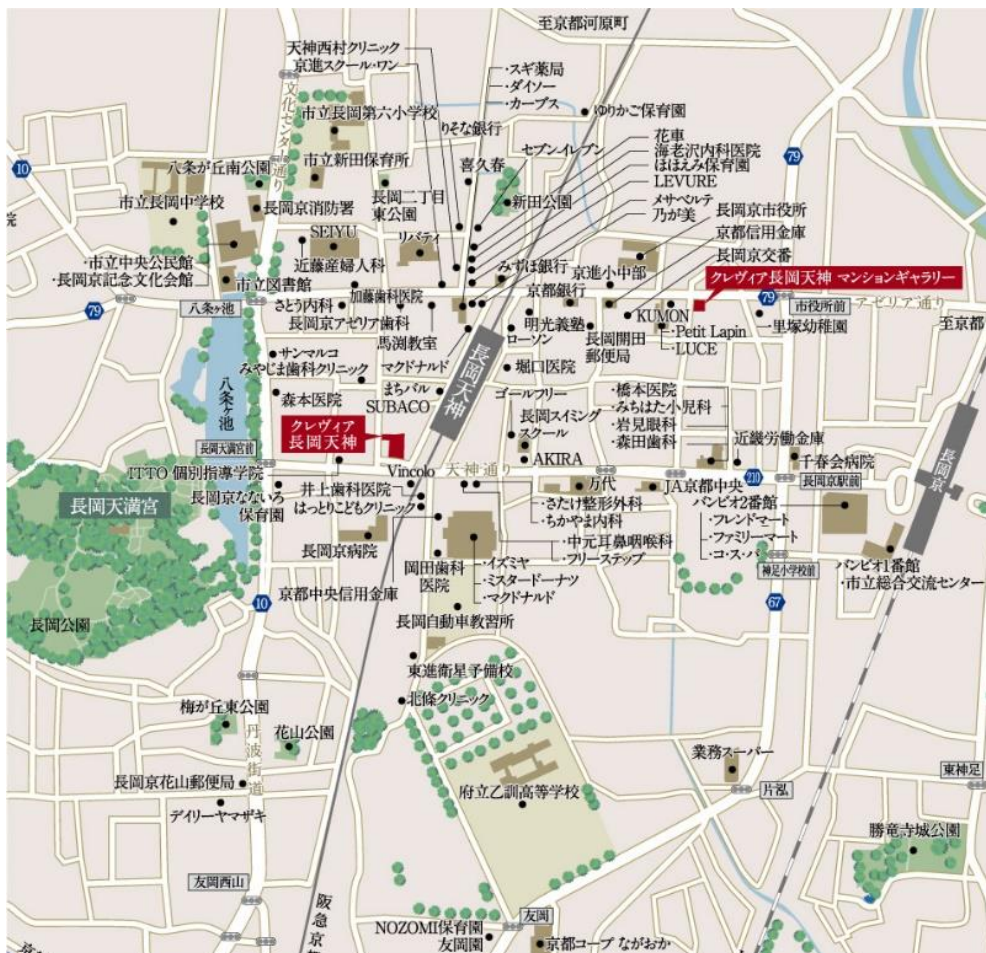 至京都河原町
天神西村クリニック
京進スクール・ワン
・スギ薬局
・ダイソー
・カーブス
ゆりかご保育園
文化センター通り
市立長岡第六小学校
りそな銀行
セブンイレブン
花車
海老沢内科医院
ほほえみ保育園
LEVURE
メサベルテ
乃が美
79
10
八条が丘南公園
市立新田保育所
喜久春
新田公園
長岡京市役所
京都信用金庫
長岡京交番
市立長岡中学校
長岡京消防署
長岡二丁目
東公園
院
SEIYU
リバティ
近藤産婦人科
みずほ銀行
京進小中部
クレヴィア長岡天神 マンションギャラリー
・市立中央公民館
・長岡京記念文化会館
市立図書館
八条ヶ池
さとう内科
加藤歯科医院
京都銀行
KUMON
79
市役所前
アゼリア通り
79
長岡京アゼリア歯科
馬渕教室
明光義塾
ローソン
長岡開田
郵便局
・Petit Lapin
・LUCE
一里塚幼稚園
至京都
サンマルコ
みやじま歯科クリニック
マクドナルド
長岡天神
堀口医院
八条ヶ池
森本医院
まちバル
SUBACO
ゴールフリー
長岡スイミング
スクール
・橋本医院
・みちはた小児科
・岩見眼科
・森田歯科
近畿労働金庫
クレヴィア
長岡天神
長岡天満宮前
AKIRA
千春会病院
長岡京
ITTO 個別指導学院
Vincolo
天神通り
210
長岡京駅前
長岡天満宮
長岡京なないろ
保育園
井上歯科医院
はっとりこどもクリニック
万代
JA京都中央
バンビオ2番館
・フレンドマート
・ファミリーマート
・コ・ス・パ
・さたけ整形外科
・ちかやま内科
長岡京病院
・中元耳鼻咽喉科
・フリーステップ
岡田歯科
医院
・イズミヤ
・ミスタードーナツ
・マクドナルド
神足小学校前
バンビオ1番館
・市立総合交流センター
京都中央信用金庫
10
67
長岡公園
長岡自動車教習所
東進衛星予備校
北條クリニック
梅が丘東公園
花山公園
丹波街道
業務スーパー
長岡京花山郵便局
デイリーヤマザキ
府立乙訓高等学校
片泓
東神足
勝竜寺城公園
友岡西山
阪急京都
NOZOMI保育園
友岡園
友岡
京都コープ ながおか